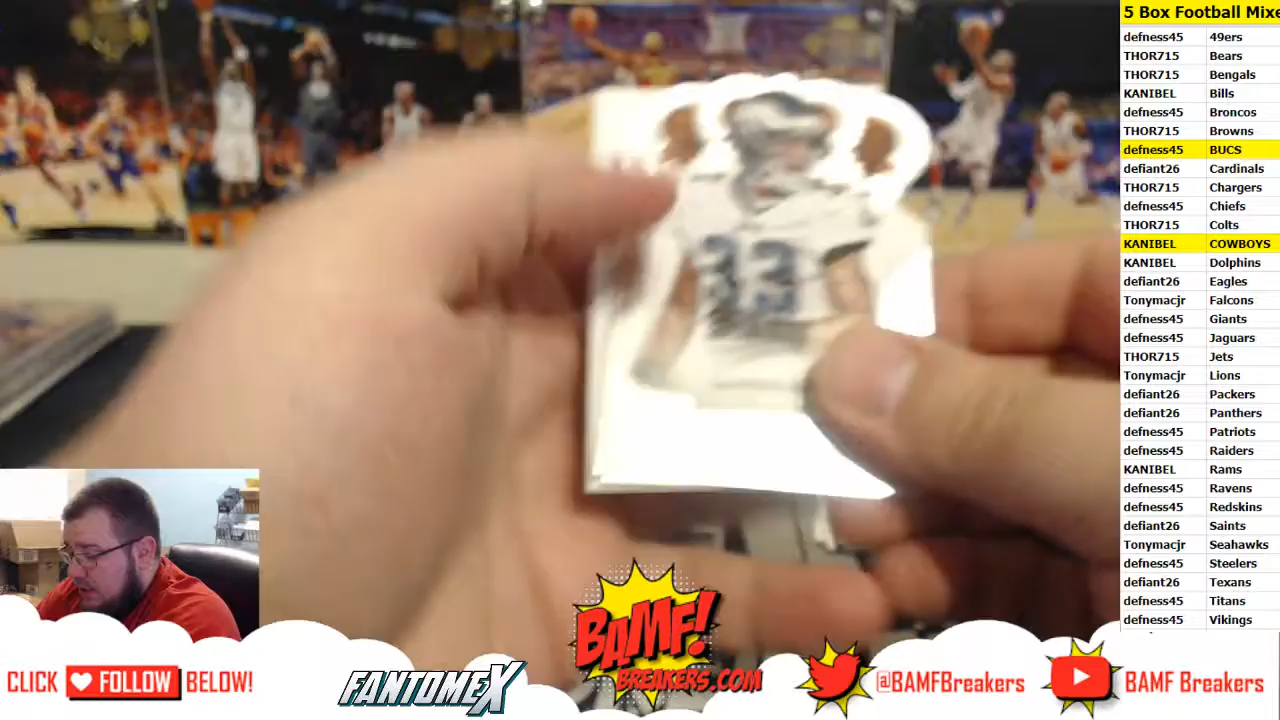 5 Box Football Mixe
defness45 49ers
THOR715 Bears
THOR715 Bengals
KANIBEL Bills
defness45 Broncos
THOR715 Browns
defness45 BUCS
defiant26 Cardinals
THOR715 Chargers
defness45 Chiefs
THOR715 Colts
KANIBEL COWBOYS
KANIBEL Dolphins
defiant26 Eagles
Tonymacjr Falcons
defness45 Giants
defness45 Jaguars
THOR715 Jets
Tonymacjr Lions
defiant26 Packers
defiant26 Panthers
defness45 Patriots
defness45 Raiders
KANIBEL Rams
defness45 Ravens
defness45 Redskins
defiant26 Saints
Tonymacjr Seahawks
defness45 Steelers
defiant26 Texans
defness45 Titans
defness45 Vikings
33
CLICK FOLLOW BELOW!
FANTOMEX
BAMF!
BREAKERS.COM
@BAMFBreakers
BAMF Breakers